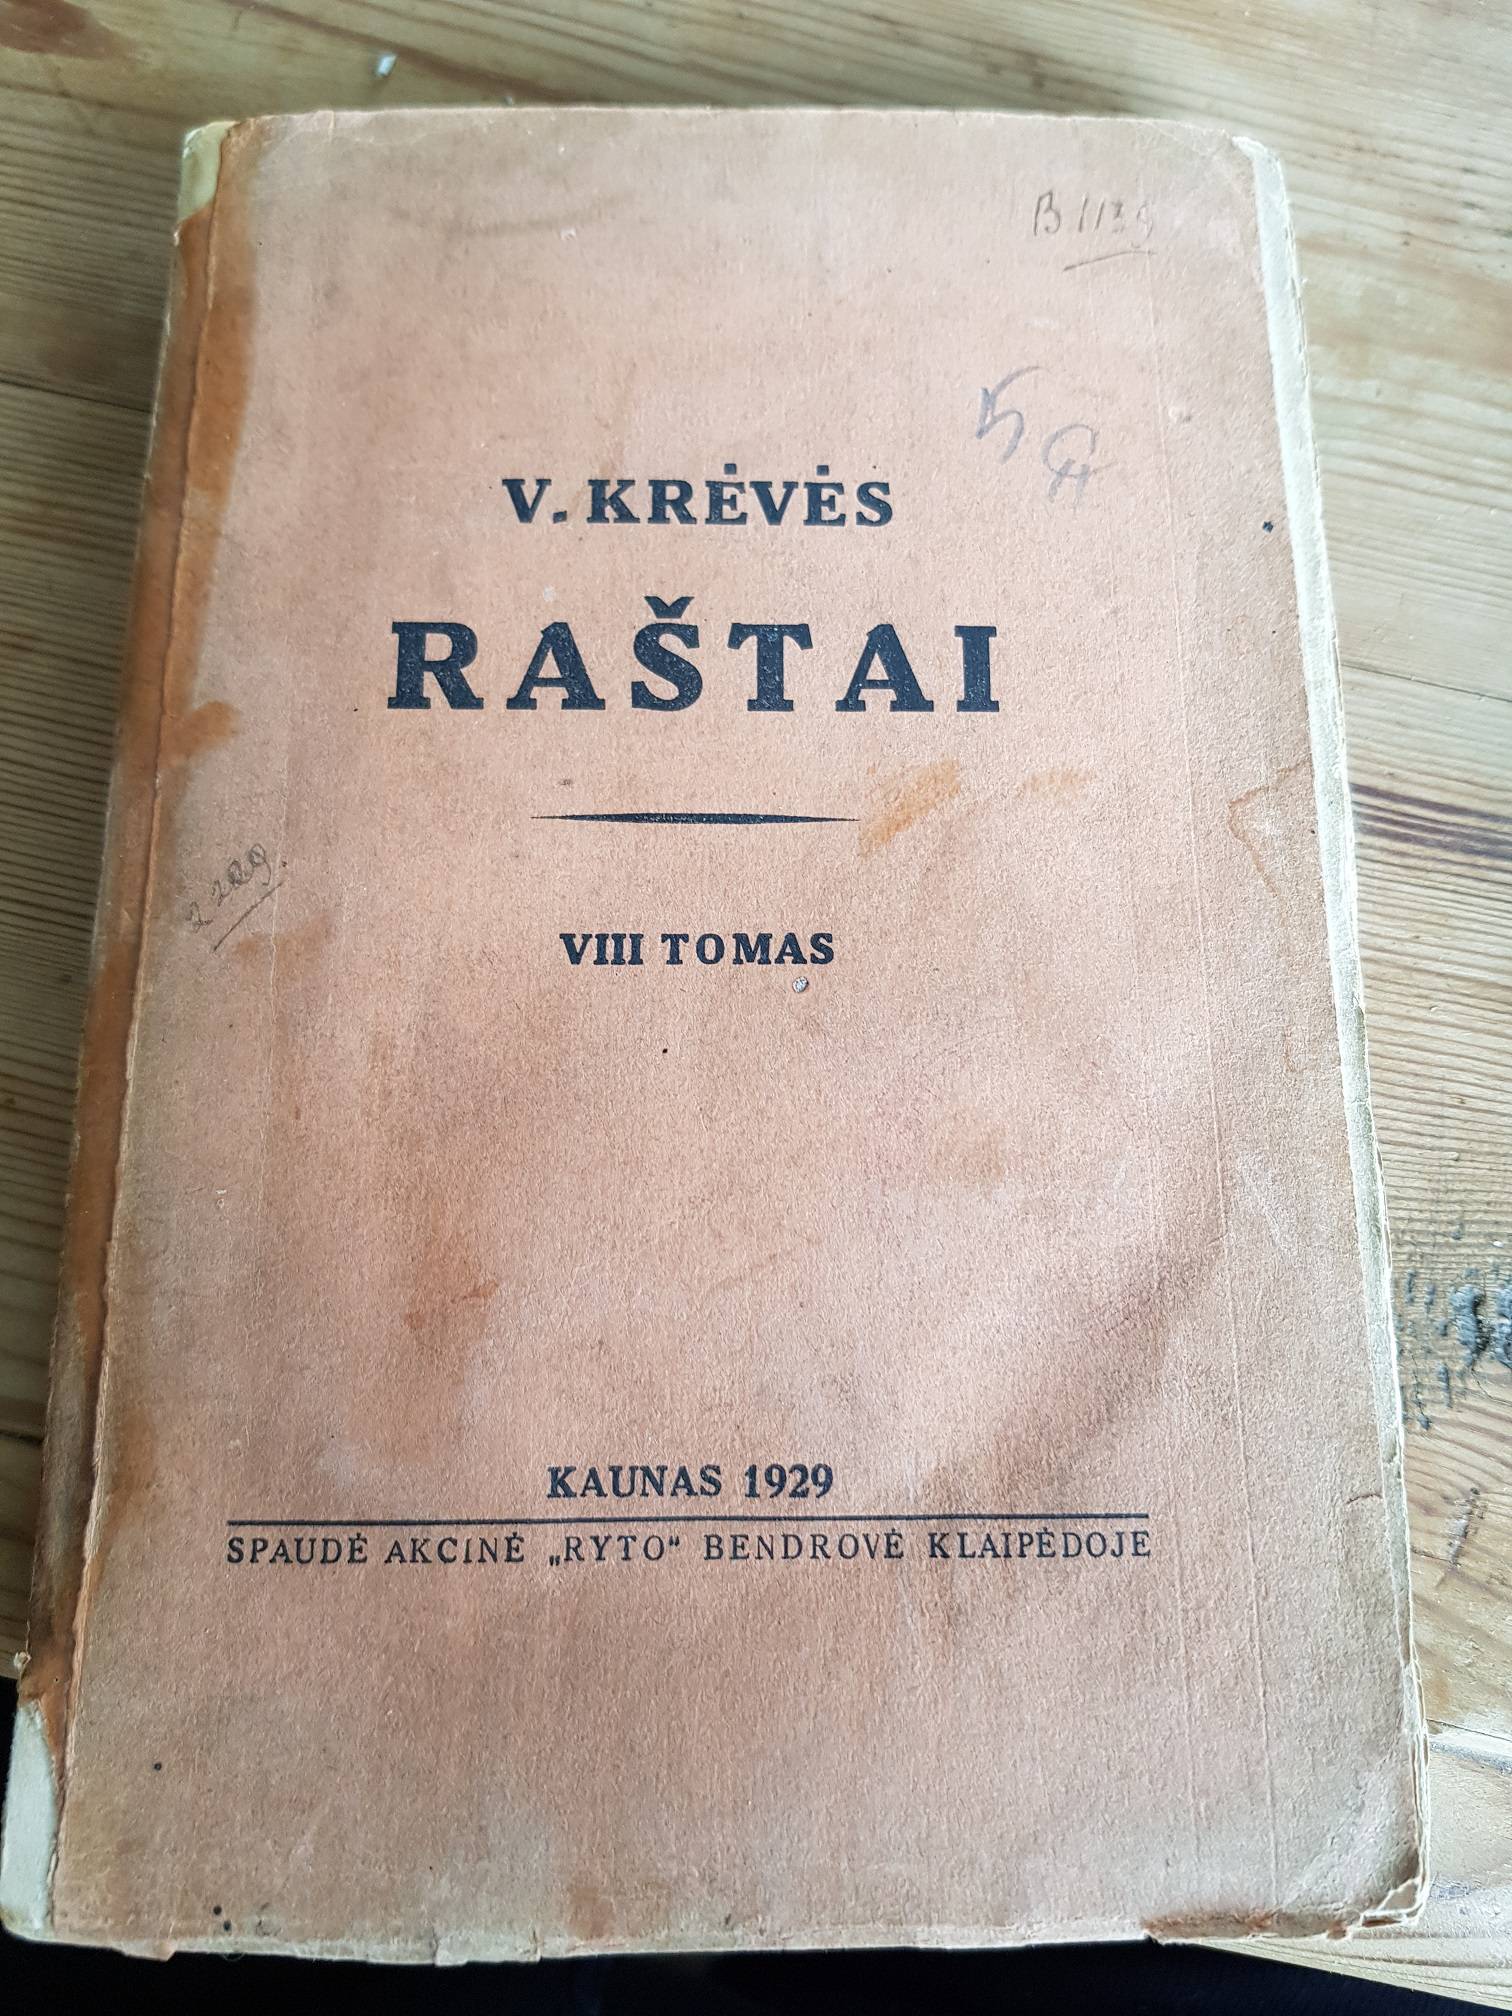 V. KRĖVĖS
RAŠTAI
VIII TOMAS
KAUNAS 1929
SPAUDĖ AKCINĖ „RYTO“ BENDROVĖ KLAIPĖDOJE